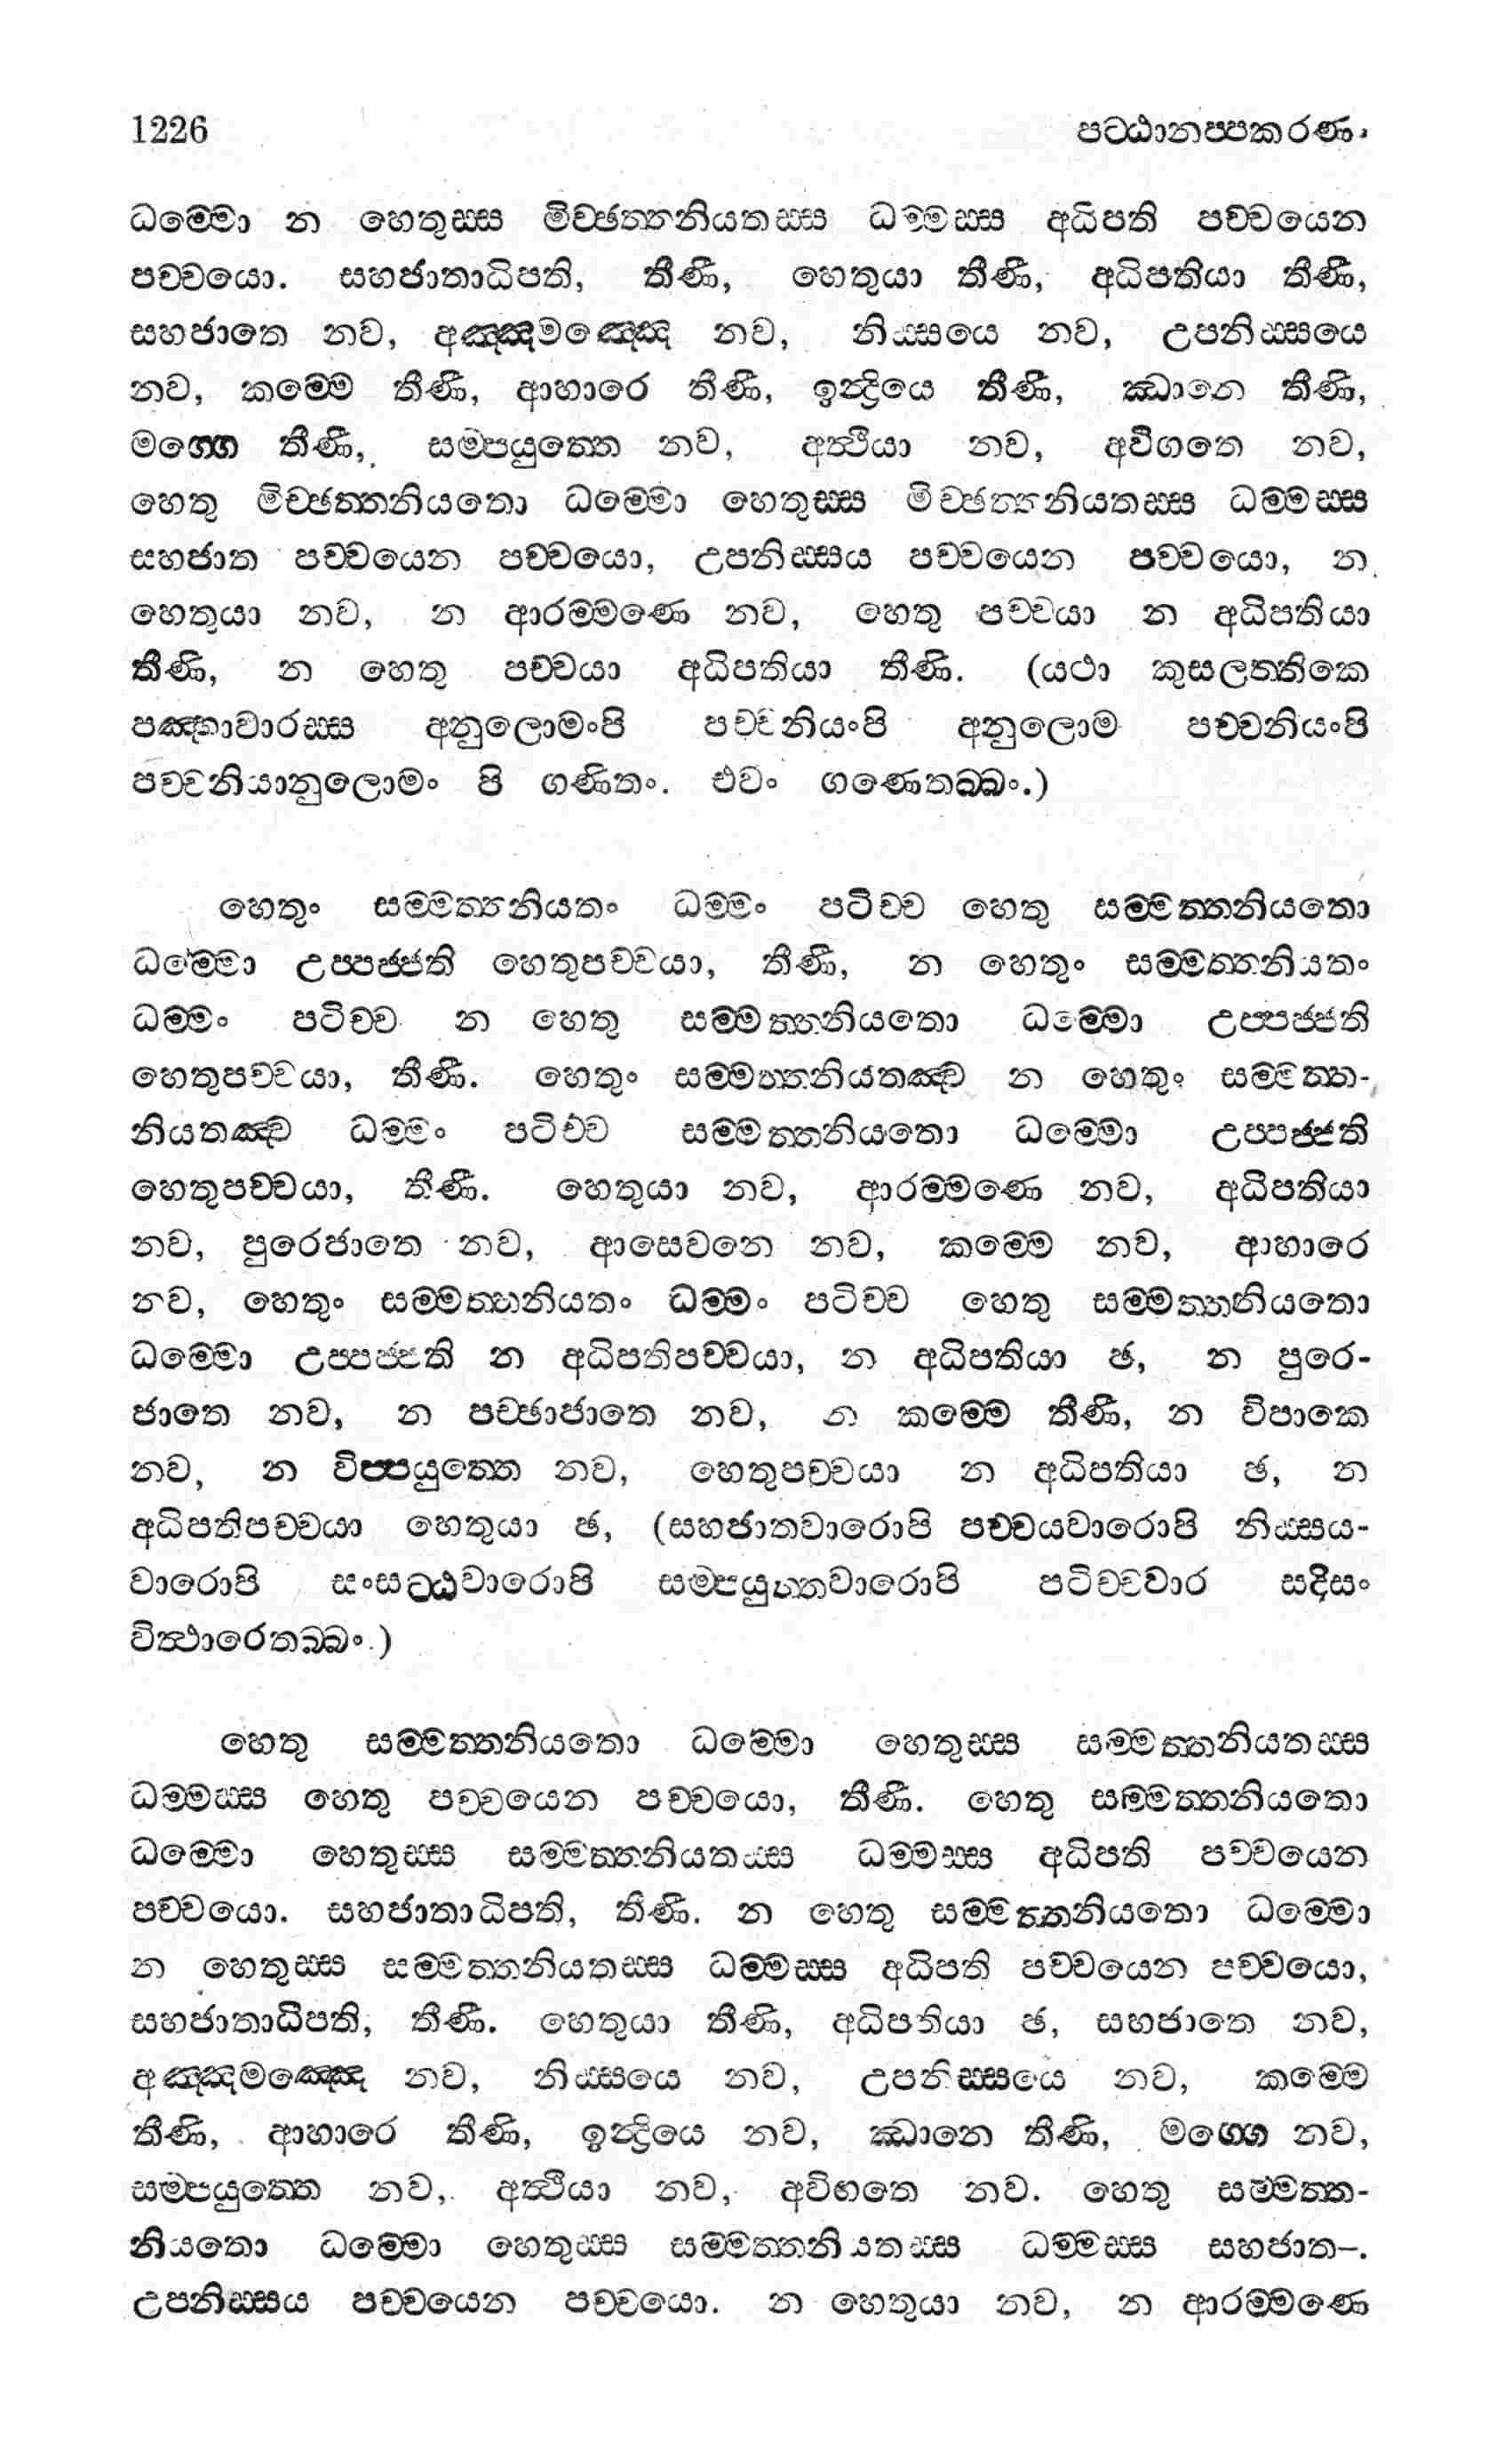 1226 පට්ඨානප්පකරණං
ධම්මො න හෙතුස්ස මිච්ඡත්තනියතස්ස ධම්මස්ස අධිපති පච්චයෙන
පච්චයො. සහජාතාධිපති, තීණි, හෙතුයා තීණි, අධිපතියා තීණි,
සහජාතෙ නව, අඤ්ඤමඤ්ඤෙ නව, නිස්සයෙ නව, උපනිස්සයෙ
නව, කම්මෙ තීණි, ආහාරෙ තීණි, ඉන්ද්‍රියෙ තීණි, ඣානෙ තීණි,
මග්ගෙ තීණි, සම්පයුත්තෙ නව, අත්ථියා නව, අවිගතෙ නව,
හෙතු මිච්ඡත්තනියතො ධම්මො හෙතුස්ස මිච්ඡත්තනියතස්ස ධම්මස්ස
සහජාත පච්චයෙන පච්චයො, උපනිස්සය පච්චයෙන පච්චයො, න
හෙතුයා නව, න ආරම්මණෙ නව, හෙතු පච්චයා න අධිපතියා
තීණි, න හෙතු පච්චයා අධිපතියා තීණි. (යථා කුසලත්තිකෙ
පඤ්හාවාරස්ස අනුලොමංපි පච්චනියංපි අනුලොම පච්චනියංපි
පච්චනියානුලොමං පි ගණිතං. එවං ගණෙතබ්බං.)
හෙතුං සම්මත්තනියතං ධම්මං පටිච්ච හෙතු සම්මත්තනියතො
ධම්මො උප්පජ්ජති හෙතුපච්චයා, තීණි, න හෙතුං සම්මත්තනියතං
ධම්මං පටිච්ච න හෙතු සම්මත්තනියතො ධම්මො උප්පජ්ජති
හෙතුපච්චයා, තීණි. හෙතුං සම්මත්තනියතඤ්ච න හෙතුං සම්මත්ත-
නියතඤ්ච ධම්මං පටිච්ච සම්මත්තනියතො ධම්මො උප්පජ්ජති
හෙතුපච්චයා, තීණි. හෙතුයා නව, ආරම්මණෙ නව, අධිපතියා
නව, පුරෙජාතෙ නව, ආසෙවනෙ නව, කම්මෙ නව, ආහාරෙ
නව, හෙතුං සම්මත්තනියතං ධම්මං පටිච්ච හෙතු සම්මත්තනියතො
ධම්මො උප්පජ්ජති න අධිපතිපච්චයා, න අධිපතියා ඡ, න පුරෙ-
ජාතෙ නව, න පච්ඡාජාතෙ නව, න කම්මෙ තීණි, න විපාකෙ
නව, න විප්පයුත්තෙ නව, හෙතුපච්චයා න අධිපතියා ඡ, න
අධිපතිපච්චයා හෙතුයා ඡ, (සහජාතවාරොපි පච්චයවාරොපි නිස්සය-
වාරොපි සංසට්ඨවාරොපි සම්පයුත්තවාරොපි පටිච්චවාර සදිසං
විත්ථාරෙතබ්බං.)
හෙතු සම්මත්තනියතො ධම්මො හෙතුස්ස සම්මත්තනියතස්ස
ධම්මස්ස හෙතු පච්චයෙන පච්චයො, තීණි. හෙතු සම්මත්තනියතො
ධම්මො හෙතුස්ස සම්මත්තනියතස්ස ධම්මස්ස අධිපති පච්චයෙන
පච්චයො. සහජාතාධිපති, තීණි. න හෙතු සම්මත්තනියතො ධම්මො
න හෙතුස්ස සම්මත්තනියතස්ස ධම්මස්ස අධිපති පච්චයෙන පච්චයො,
සහජාතාධිපති, තීණි. හෙතුයා තීණි, අධිපතියා ඡ, සහජාතෙ නව,
අඤ්ඤමඤ්ඤෙ නව, නිස්සයෙ නව, උපනිස්සයෙ නව, කම්මෙ
තීණි, ආහාරෙ තීණි, ඉන්ද්‍රියෙ නව, ඣානෙ තීණි, මග්ගෙ නව,
සම්පයුත්තෙ නව, අත්ථියා නව, අවිගතෙ නව. හෙතු සම්මත්ත-
නියතො ධම්මො හෙතුස්ස සම්මත්තනියතස්ස ධම්මස්ස සහජාත-.
උපනිස්සය පච්චයෙන පච්චයො. න හෙතුයා නව, න ආරම්මණෙ